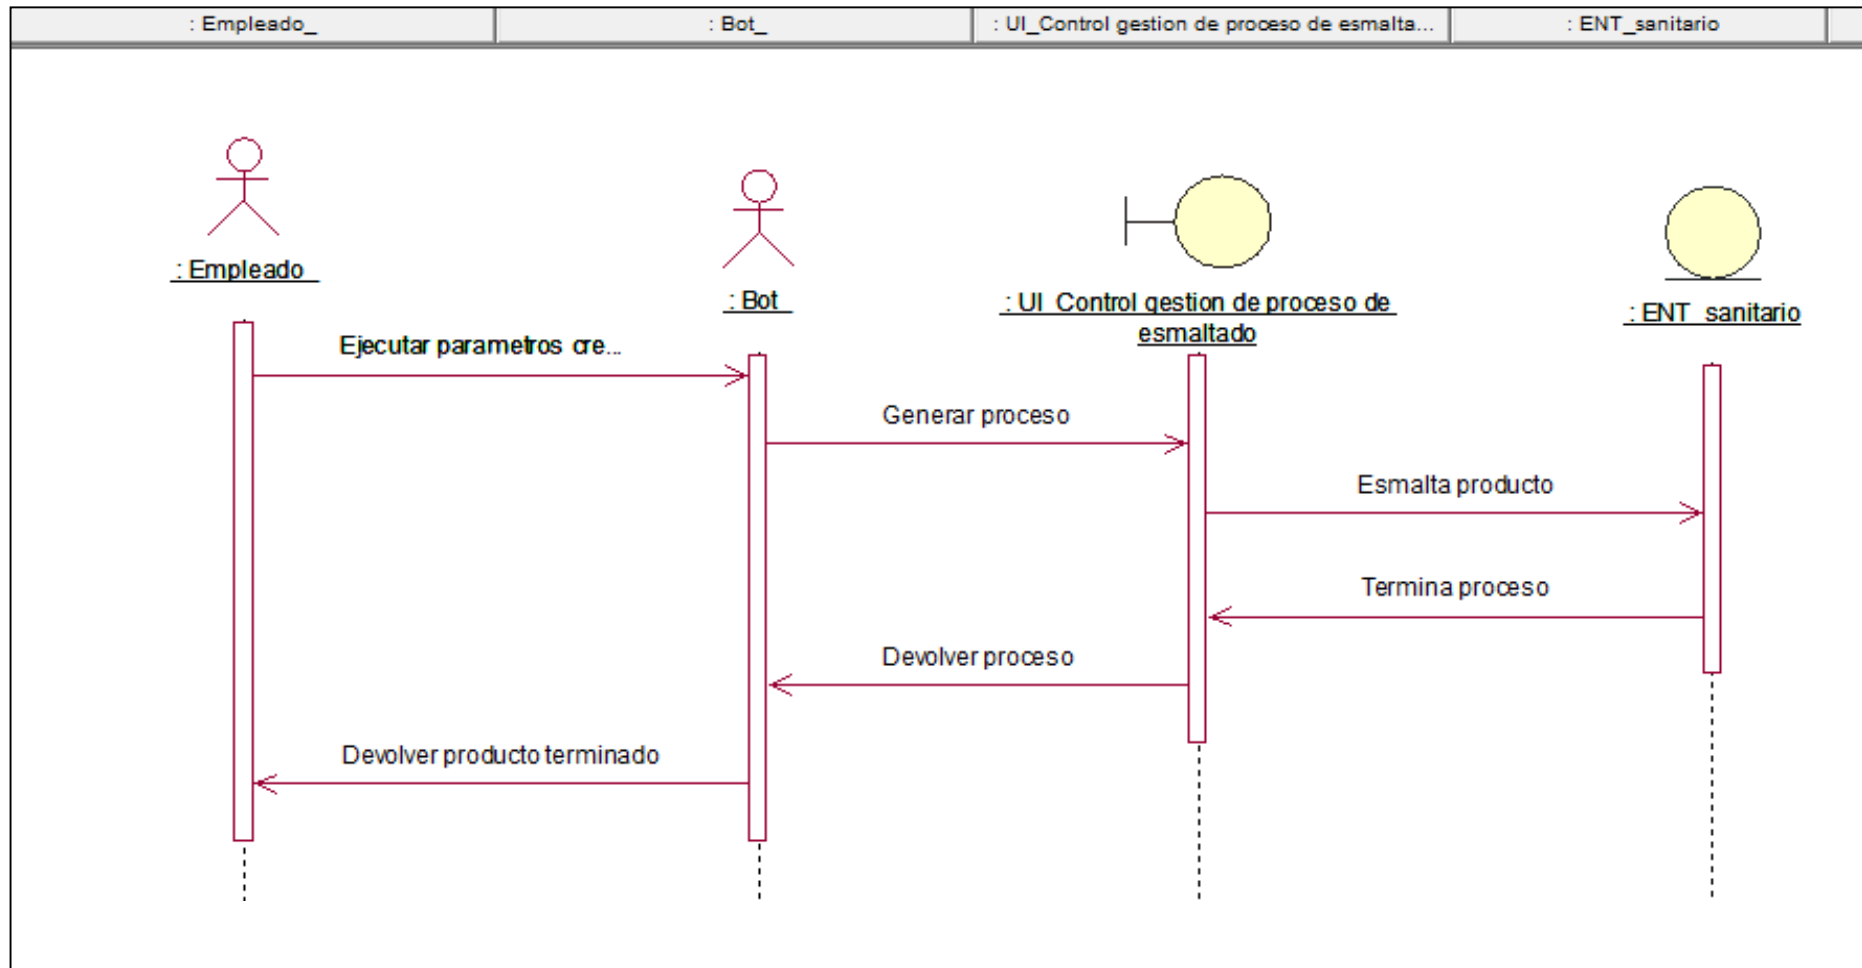 : Empleado_
: Bot_
: UI_Control gestion de proceso de esmalta...
: ENT_sanitario
: Empleado_
: Bot_
: UI_Control gestion de proceso de
esmaltado
: ENT_sanitario
Ejecutar parametros cre...
Generar proceso
Esmalta producto
Termina proceso
Devolver proceso
Devolver producto terminado